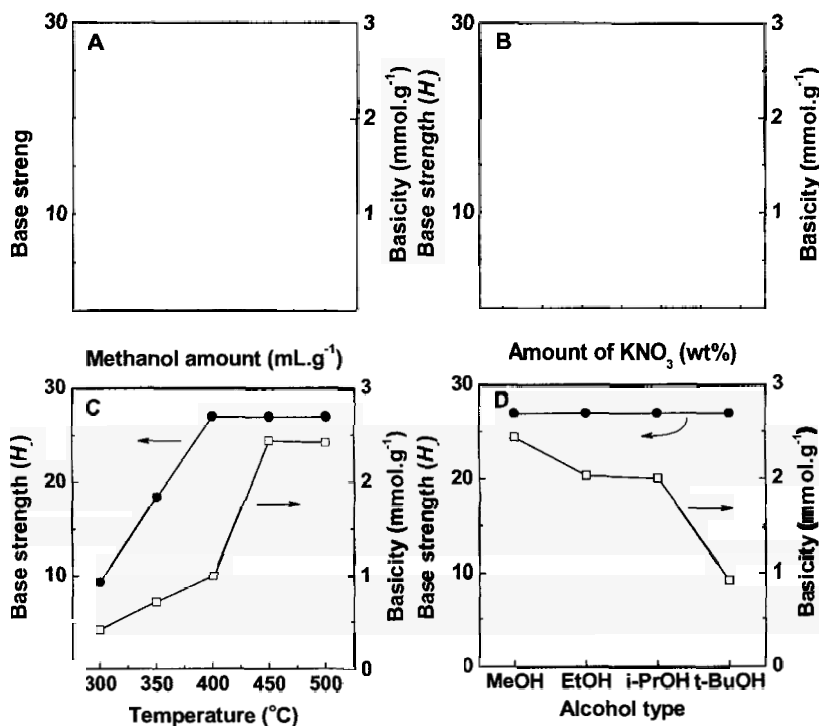 A
30
10
Base streng
3
2
1
Basicity (mmol.g⁻¹)
Methanol amount (mL.g⁻¹)
B
30
10
Base strength (H_)
3
2
1
Basicity (mmol.g⁻¹)
Amount of KNO₃ (wt%)
C
30
20
10
Base strength (H_)
3
2
1
0
Basicity (mmol.g⁻¹)
300 350 400 450 500
Temperature (°C)
D
30
20
10
0
Base strength (H_)
3
2
1
0
Basicity (mmol.g⁻¹)
MeOH EtOH i-PrOH t-BuOH
Alcohol type